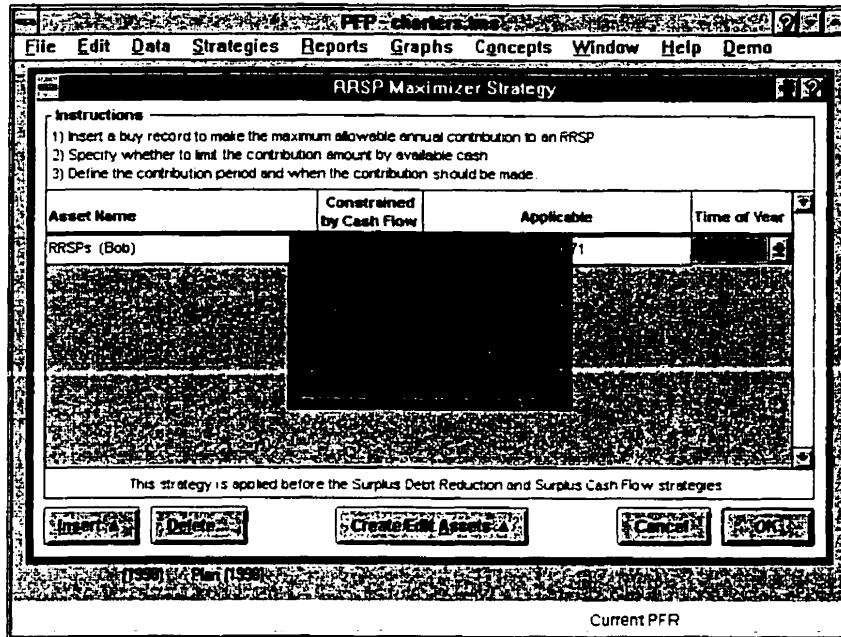 PFP - charters.
File Edit Data Strategies Reports Graphs Concepts Window Help Demo
RRSP Maximizer Strategy
Instructions
1) Insert a buy record to make the maximum allowable annual contribution to an RRSP
2) Specify whether to limit the contribution amount by available cash
3) Define the contribution period and when the contribution should be made.
Asset Name
Constrained
by Cash Flow
Applicable
Time of Year
RRSPs (Bob)
71
This strategy is applied before the Surplus Debt Reduction and Surplus Cash Flow strategies
Insert Delete Create/Edit Assets Cancel OK
(1998) Plan (1998)
Current PFR